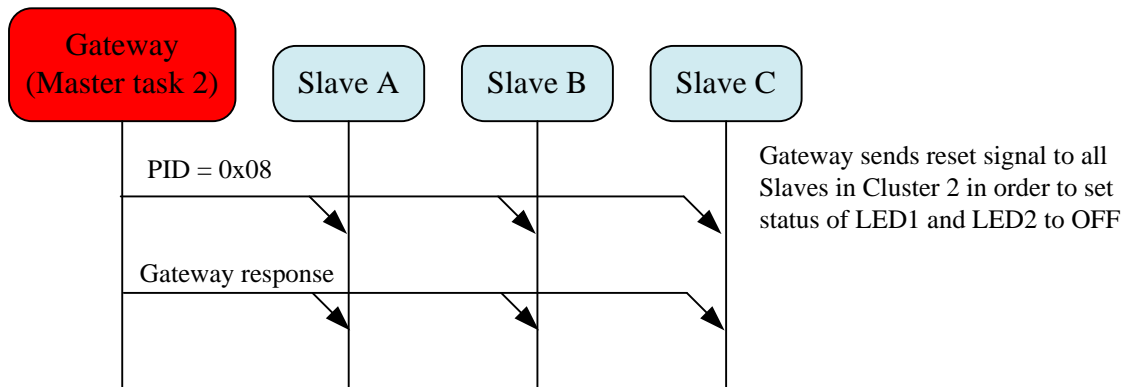 Gateway
(Master task 2)
Slave A
Slave B
Slave C
PID = 0x08
Gateway sends reset signal to all
Slaves in Cluster 2 in order to set
status of LED1 and LED2 to OFF
Gateway response